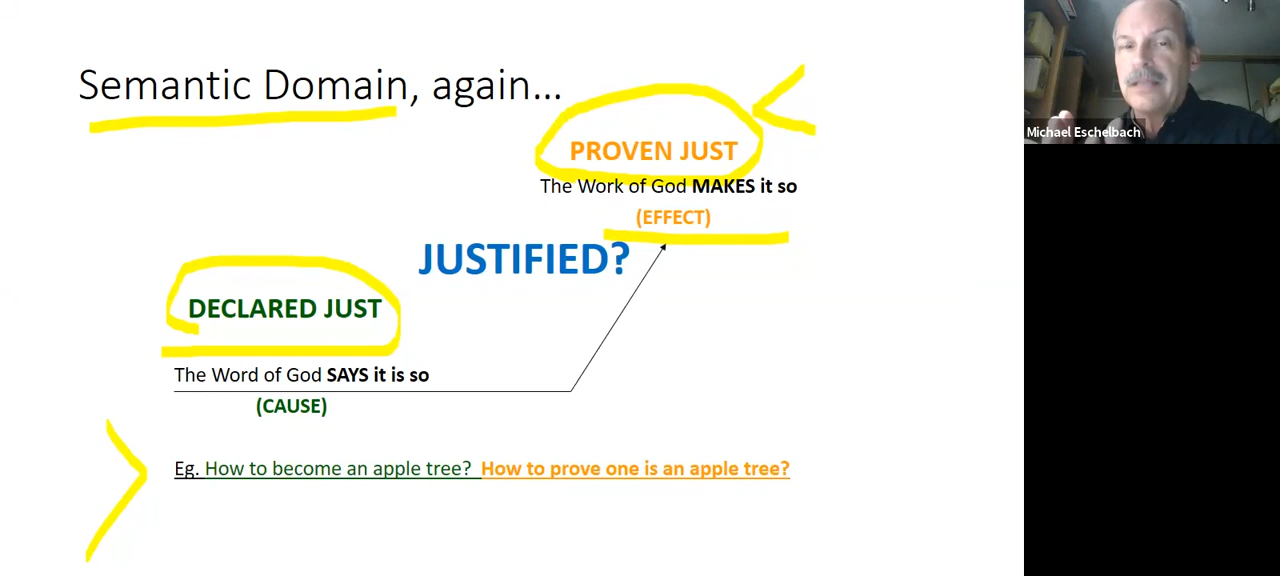 Semantic Domain, again...
PROVEN JUST
The Work of God MAKES it so
(EFFECT)
JUSTIFIED?
DECLARED JUST
The Word of God SAYS it is so
(CAUSE)
Eg. How to become an apple tree? How to prove one is an apple tree?
Michael Eschelbach